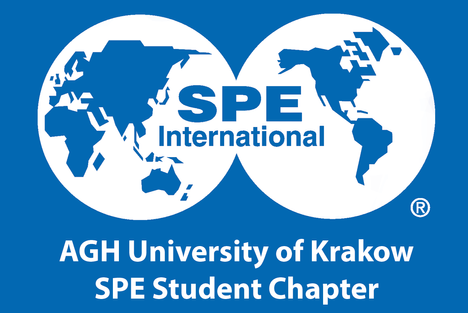 SPE
International
®
AGH University of Krakow
SPE Student Chapter